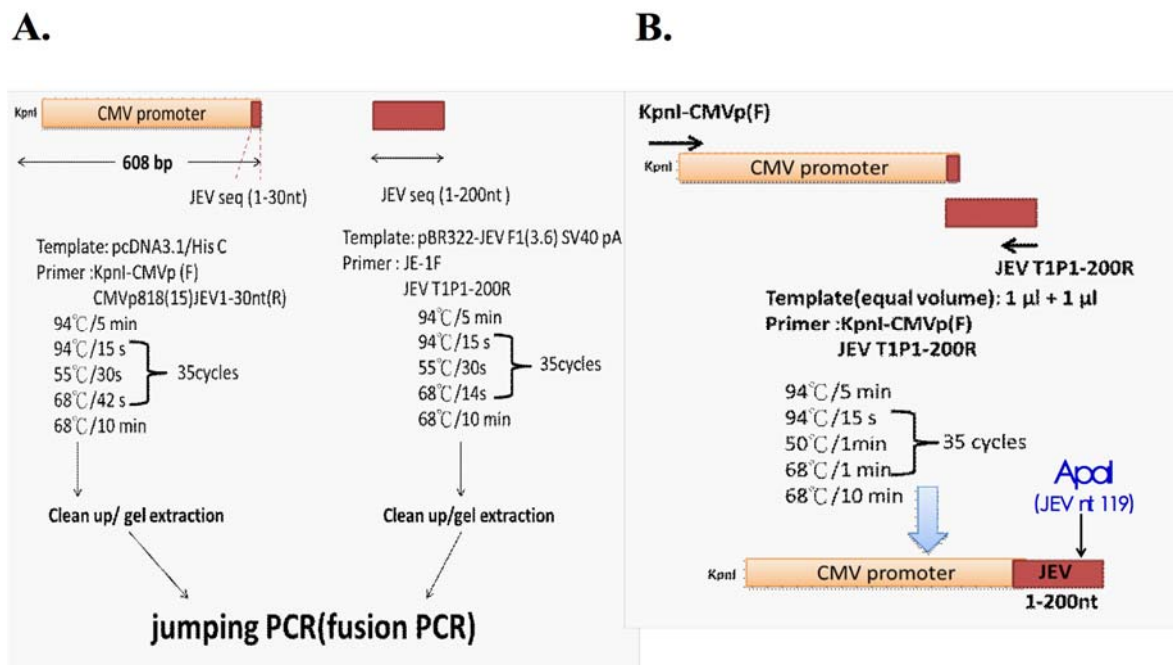 A.
KpnI
CMV promoter
608 bp
JEV seq (1-30nt)
JEV seq (1-200nt)
Template: pcDNA3.1/His C
Primer :KpnI-CMVp (F)
CMVp818(15)JEV1-30nt(R)
94℃/5 min
94℃/15 s
55℃/30s
68℃/42 s
68℃/10 min
35cycles
Clean up/ gel extraction
Template: pBR322-JEV F1(3.6) SV40 pA
Primer : JE-1F
JEV T1P1-200R
94℃/5 min
94℃/15 s
55℃/30s
68℃/14s
68℃/10 min
35cycles
Clean up/gel extraction
jumping PCR(fusion PCR)
B.
KpnI-CMVp(F)
KpnI
CMV promoter
JEV T1P1-200R
Template(equal volume): 1 µl + 1 µl
Primer :KpnI-CMVp(F)
JEV T1P1-200R
94℃/5 min
94℃/15 s
50℃/1min
68℃/1 min
68℃/10 min
35 cycles
ApaI
(JEV nt 119)
KpnI
CMV promoter
JEV
1-200nt